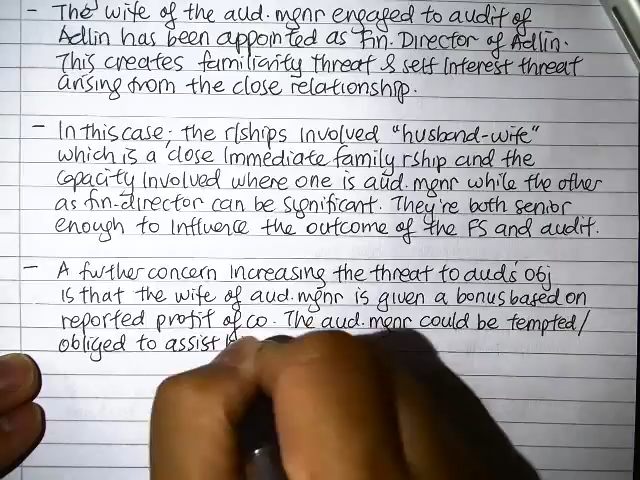 - The wife of the aud. mgnr engaged to audit of
Adlin has been appointed as Fin. Director of Adlin.
This creates familiarity threat & self interest threat
arising from the close relationship.
- In this case, the r/ships involved "husband-wife"
which is a close immediate family rship and the
capacity involved where one is aud. mgnr while the other
as fin-director can be significant. They're both senior
enough to influence the outcome of the FS and audit.
- A further concern increasing the threat to auds' obj
is that the wife of aud. mgnr is given a bonus based on
reported profit of co. The aud. mgnr could be tempted/
obliged to assist